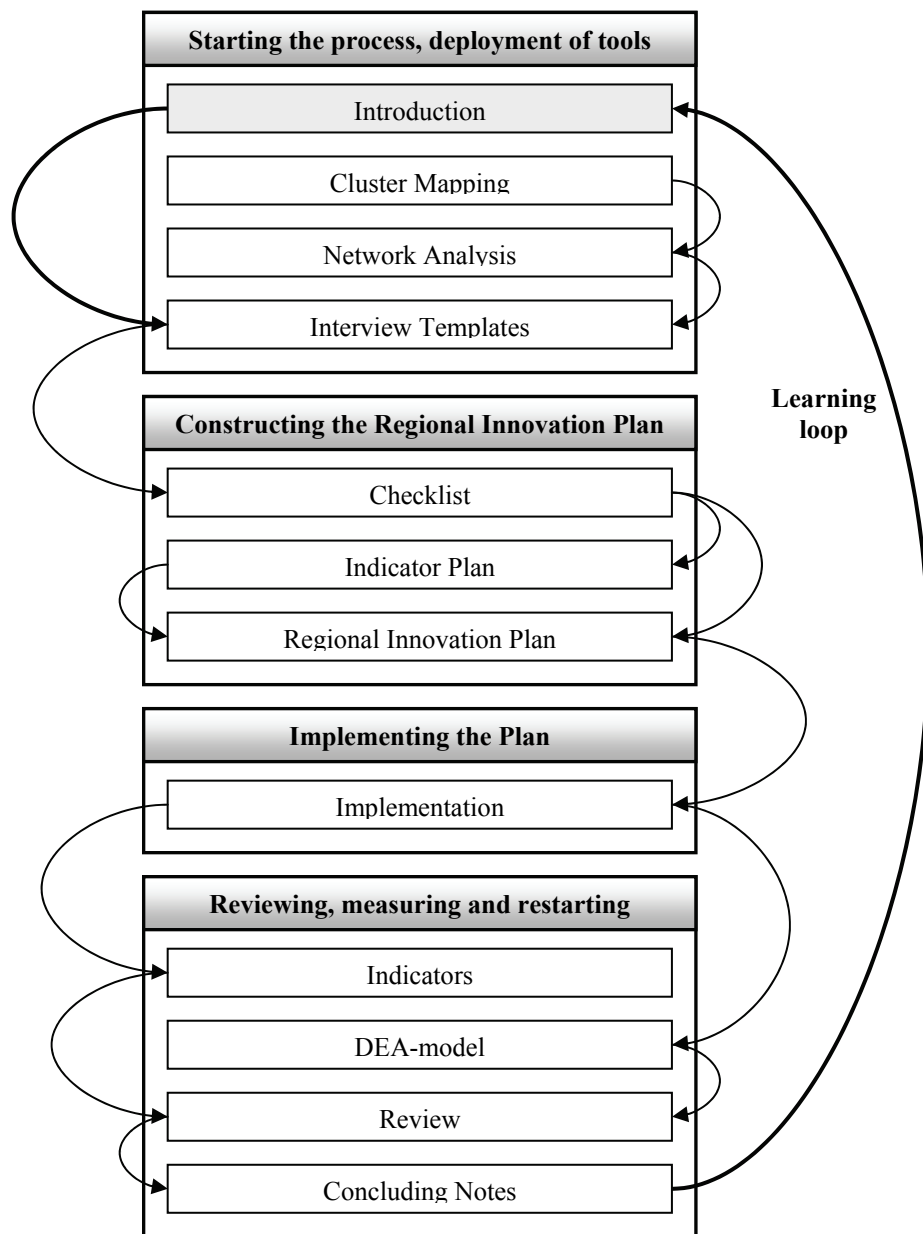 Starting the process, deployment of tools
Introduction
Cluster Mapping
Network Analysis
Interview Templates
Learning
loop
Constructing the Regional Innovation Plan
Checklist
Indicator Plan
Regional Innovation Plan
Implementing the Plan
Implementation
Reviewing, measuring and restarting
Indicators
DEA-model
Review
Concluding Notes